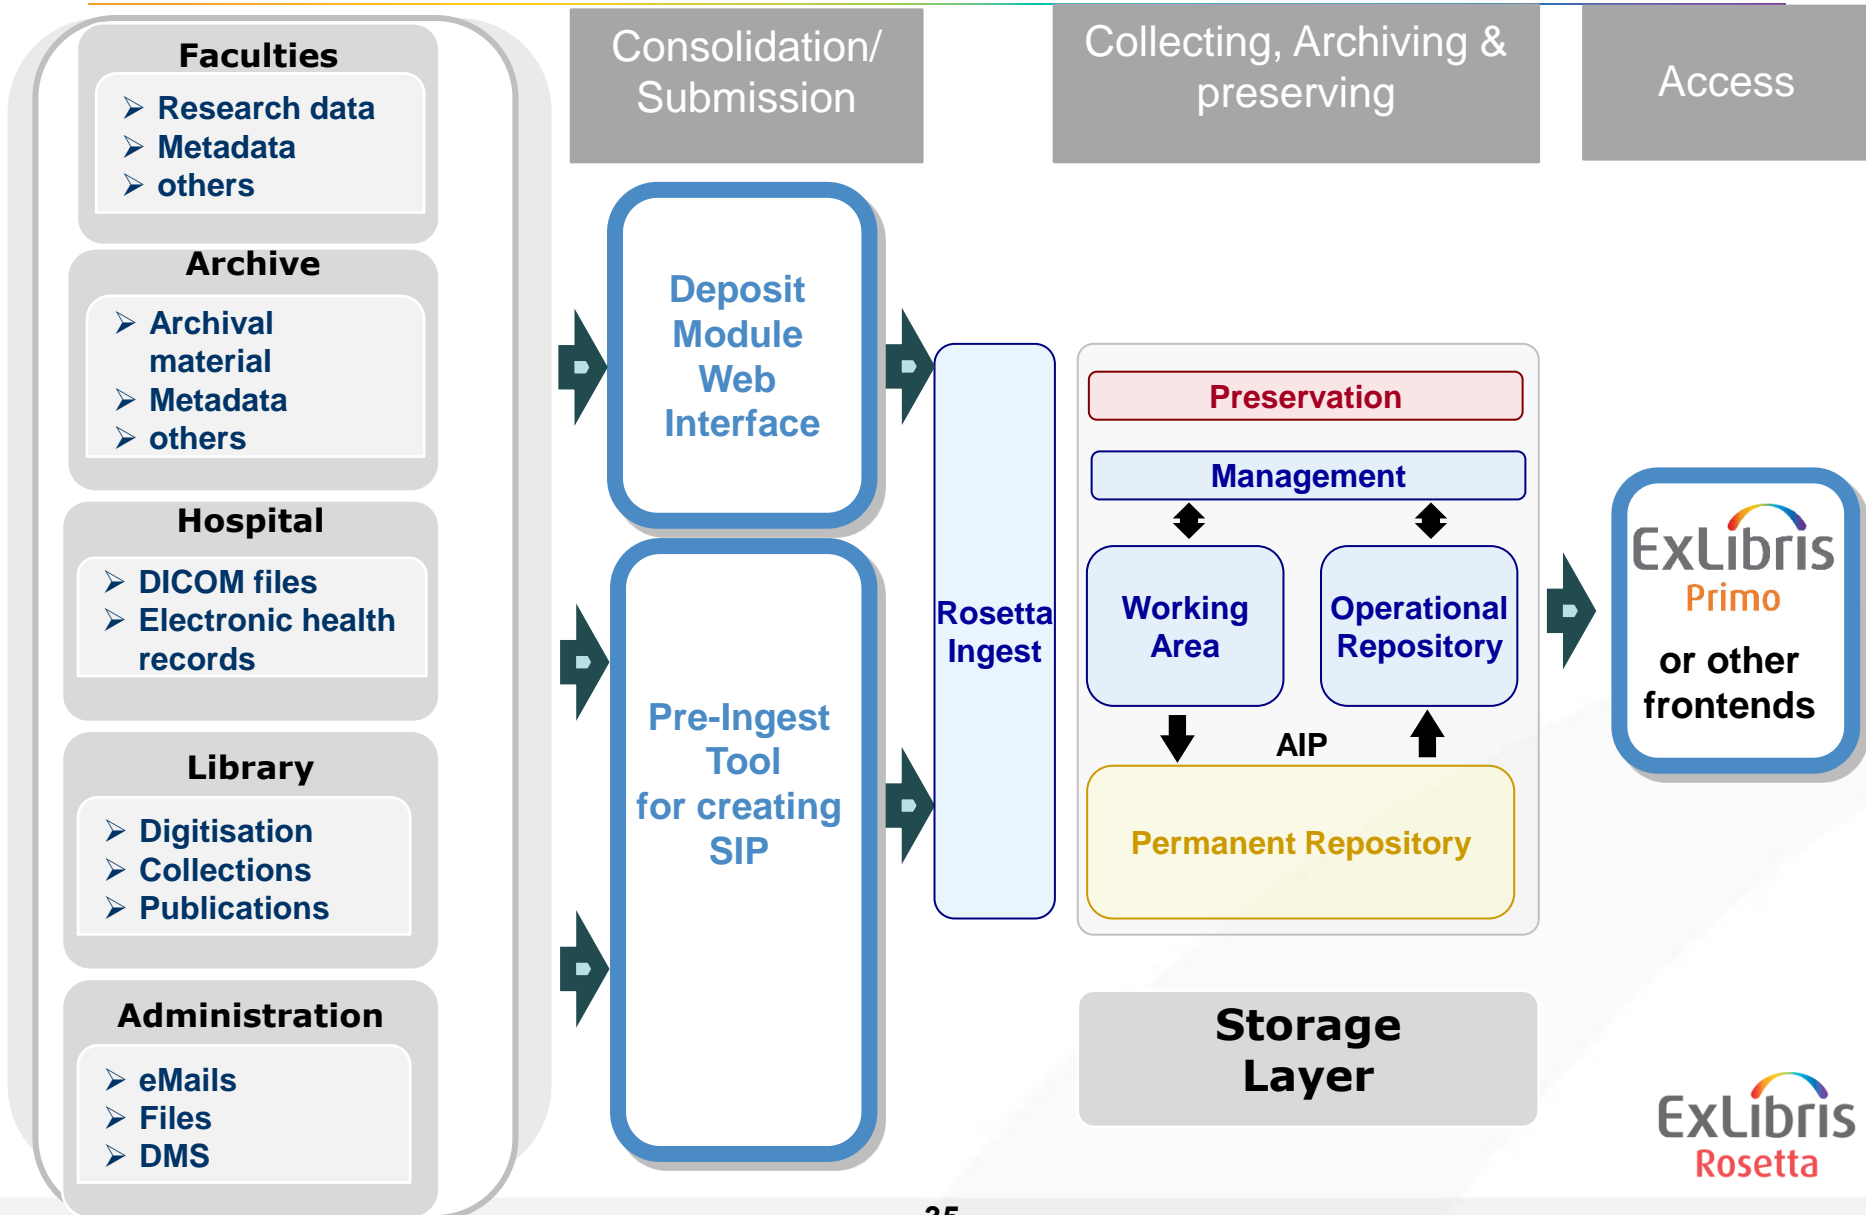 Faculties
Research data
Metadata
others
Archive
Archival
material
Metadata
others
Hospital
DICOM files
Electronic health
records
Library
Digitisation
Collections
Publications
Administration
eMails
Files
DMS
Consolidation/
Submission
Deposit
Module
Web
Interface
Pre-Ingest
Tool
for creating
SIP
Rosetta
Ingest
Collecting, Archiving &
preserving
Preservation
Management
Working
Area
Operational
Repository
AIP
Permanent Repository
Storage
Layer
Access
ExLibris
Primo
or other
frontends
ExLibris
Rosetta
35